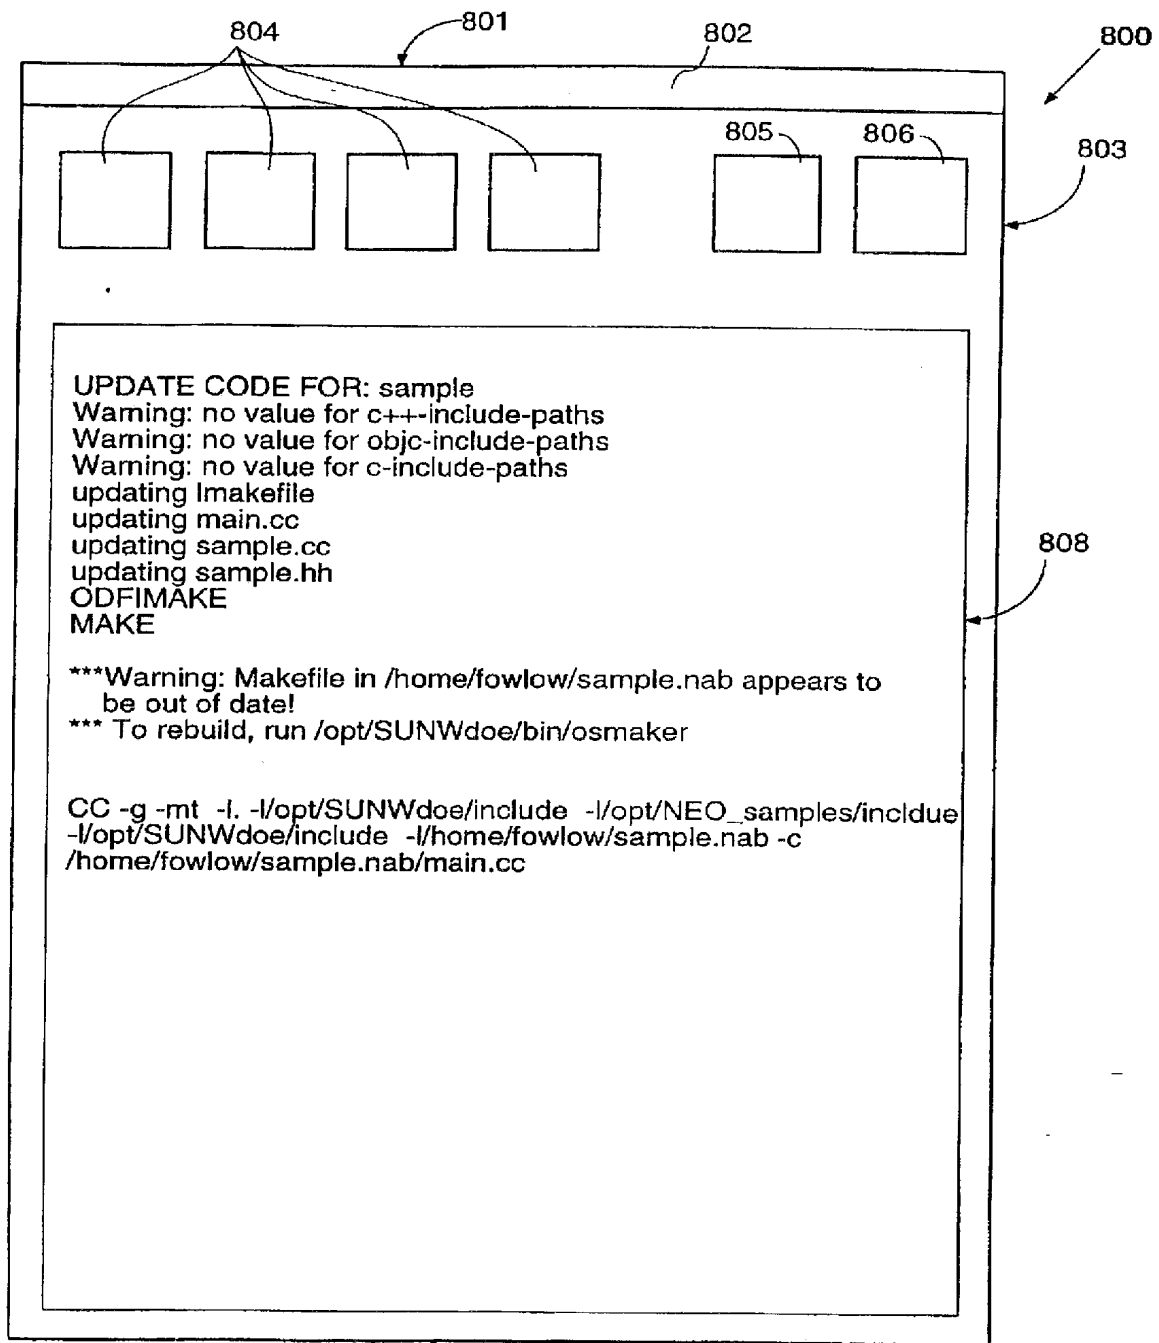 804
801
802
800
805
806
803
UPDATE CODE FOR: sample
Warning: no value for c++-include-paths
Warning: no value for objc-include-paths
Warning: no value for c-include-paths
updating Imakefile
updating main.cc
updating sample.cc
updating sample.hh
ODFIMAKE
MAKE
808
***Warning: Makefile in /home/fowlow/sample.nab appears to
be out of date!
*** To rebuild, run /opt/SUNWdoe/bin/osmaker
CC -g -mt -I. -I/opt/SUNWdoe/include -I/opt/NEO_samples/incldue
-I/opt/SUNWdoe/include -I/home/fowlow/sample.nab -c
/home/fowlow/sample.nab/main.cc